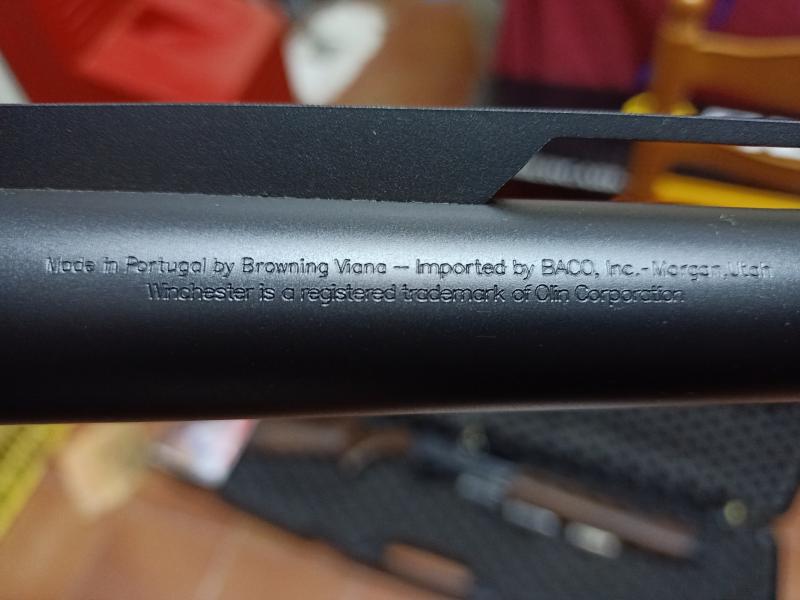 Made in Portugal by Browning Viana – Imported by BACO, Inc.-Morgan, Utah
Winchester is a registered trademark of Olin Corporation